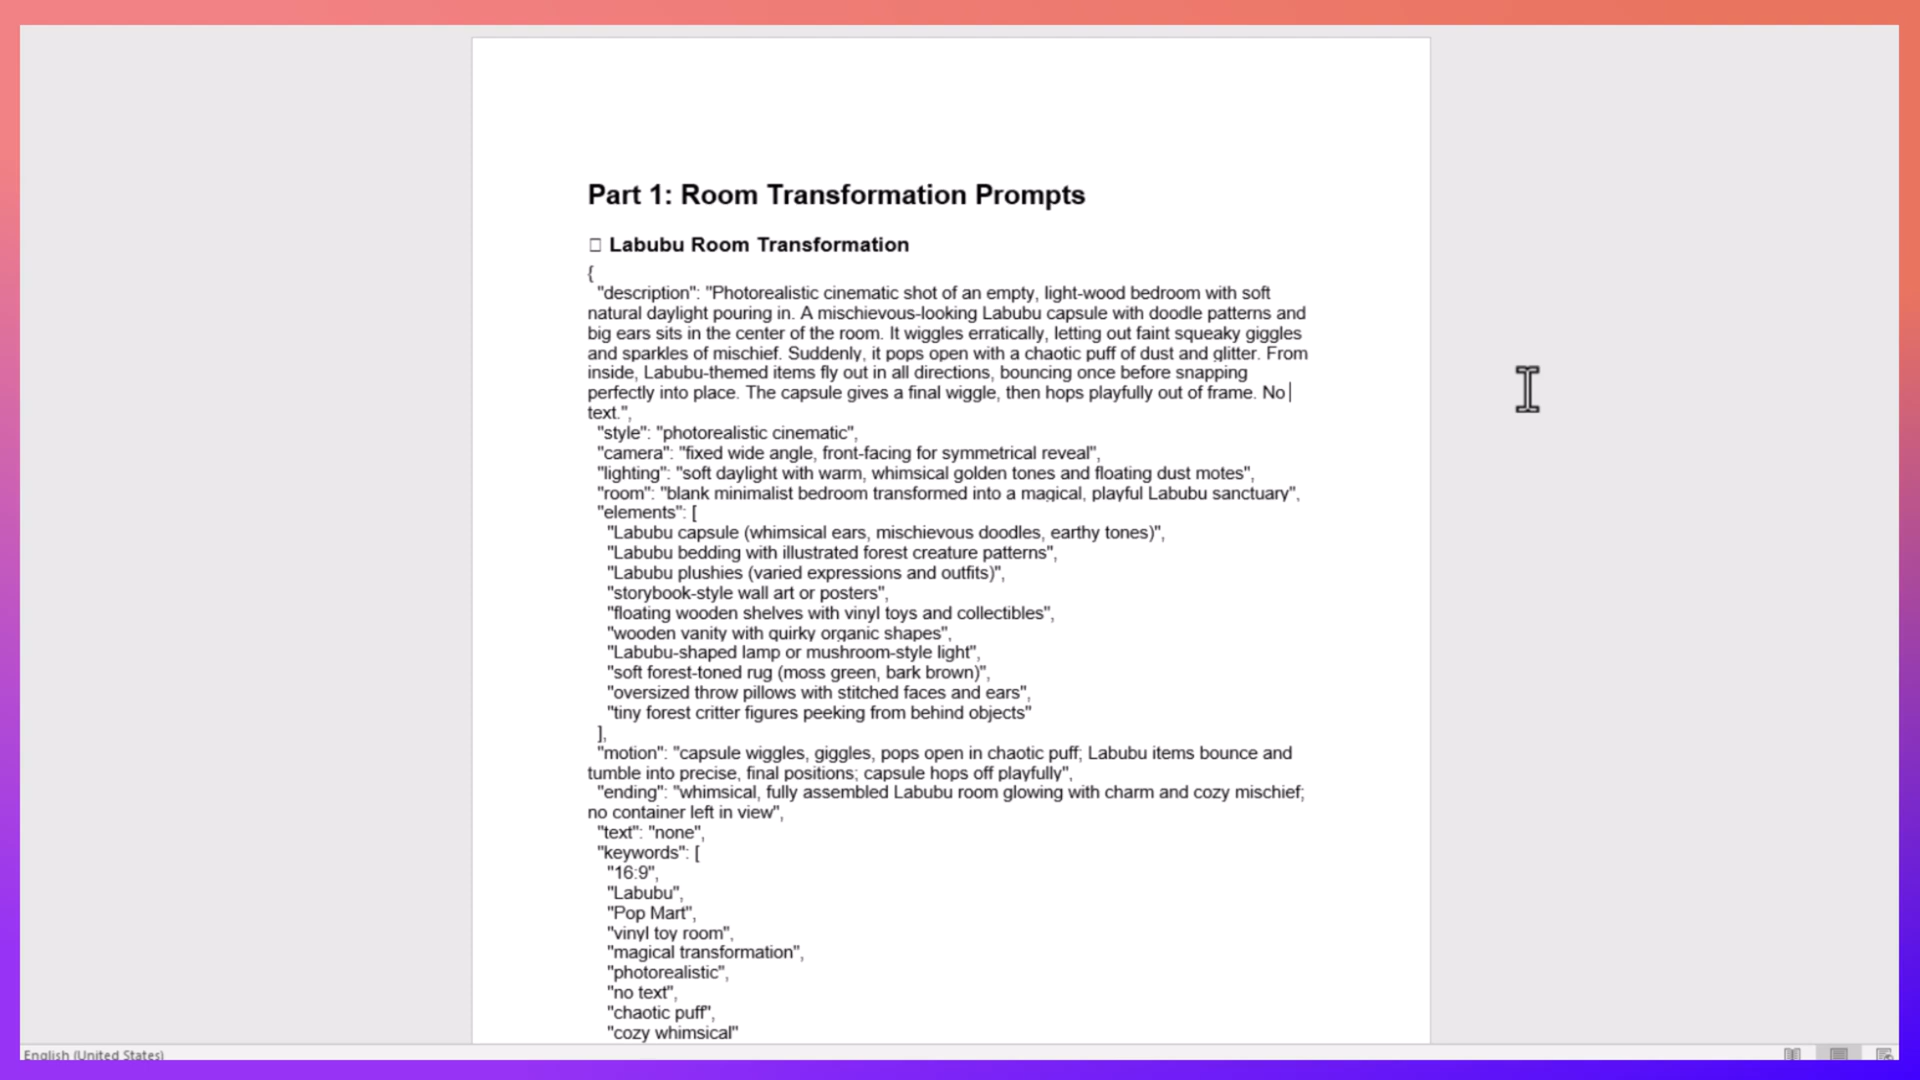 Part 1: Room Transformation Prompts
Labubu Room Transformation
{
"description": "Photorealistic cinematic shot of an empty, light-wood bedroom with soft
natural daylight pouring in. A mischievous-looking Labubu capsule with doodle patterns and
big ears sits in the center of the room. It wiggles erratically, letting out faint squeaky giggles
and sparkles of mischief. Suddenly, it pops open with a chaotic puff of dust and glitter. From
inside, Labubu-themed items fly out in all directions, bouncing once before snapping
perfectly into place. The capsule gives a final wiggle, then hops playfully out of frame. No
text.",
"style": "photorealistic cinematic",
"camera": "fixed wide angle, front-facing for symmetrical reveal",
"lighting": "soft daylight with warm, whimsical golden tones and floating dust motes",
"room": "blank minimalist bedroom transformed into a magical, playful Labubu sanctuary",
"elements": [
"Labubu capsule (whimsical ears, mischievous doodles, earthy tones)",
"Labubu bedding with illustrated forest creature patterns",
"Labubu plushies (varied expressions and outfits)",
"storybook-style wall art or posters",
"floating wooden shelves with vinyl toys and collectibles",
"wooden vanity with quirky organic shapes",
"Labubu-shaped lamp or mushroom-style light",
"soft forest-toned rug (moss green, bark brown)",
"oversized throw pillows with stitched faces and ears",
"tiny forest critter figures peeking from behind objects"
],
"motion": "capsule wiggles, giggles, pops open in chaotic puff; Labubu items bounce and
tumble into precise, final positions; capsule hops off playfully",
"ending": "whimsical, fully assembled Labubu room glowing with charm and cozy mischief;
no container left in view",
"text": "none",
"keywords": [
"16:9",
"Labubu",
"Pop Mart",
"vinyl toy room",
"magical transformation",
"photorealistic",
"no text",
"chaotic puff",
"cozy whimsical"
English (United States)